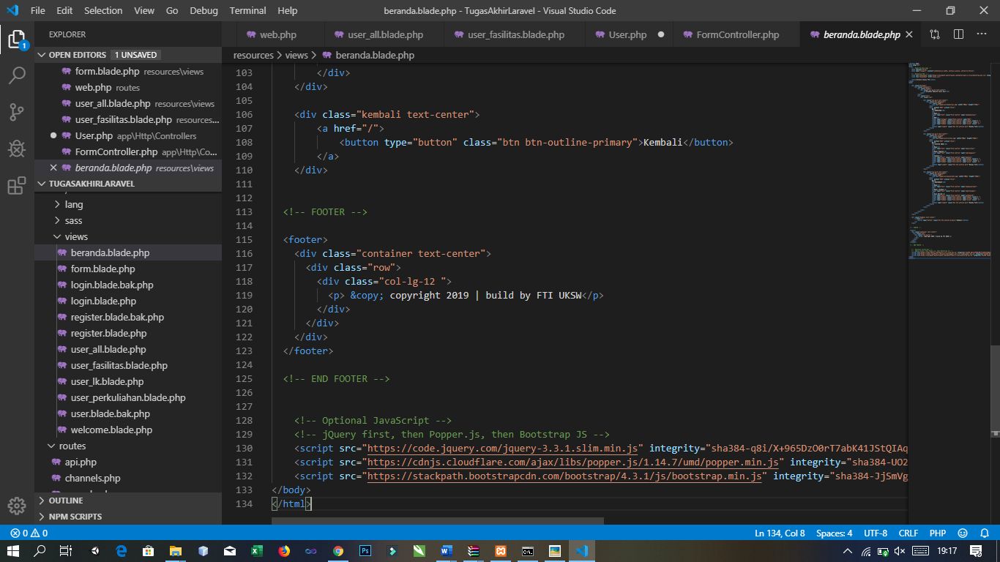 File Edit Selection View Go Debug Terminal Help beranda.blade.php - TugasAkhirLaravel - Visual Studio Code
EXPLORER
OPEN EDITORS 1 UNSAVED
form.blade.php resources\views
web.php routes
user_all.blade.php resources\views
user_fasilitas.blade.php resources...
User.php app\Http\Controllers
FormController.php app\Http\Co...
beranda.blade.php resources\views
TUGASAKHIRLARAVEL
lang
sass
views
beranda.blade.php
form.blade.php
login.blade.bak.php
login.blade.php
register.blade.bak.php
register.blade.php
user_all.blade.php
user_fasilitas.blade.php
user_lk.blade.php
user_perkuliahan.blade.php
user.blade.bak.php
welcome.blade.php
routes
api.php
channels.php
OUTLINE
NPM SCRIPTS
1
web.php user_all.blade.php user_fasilitas.blade.php User.php FormController.php beranda.blade.php
resources > views > beranda.blade.php
103 </div>
104 </div>
105
106 <div class="kembali text-center">
107 <a href="/">
108 <button type="button" class="btn btn-outline-primary">Kembali</button>
109 </a>
110 </div>
111
112
113 <!-- FOOTER -->
114
115 <footer>
116 <div class="container text-center">
117 <div class="row">
118 <div class="col-lg-12 ">
119 <p> &copy; copyright 2019 | build by FTI UKSW</p>
120 </div>
121 </div>
122 </div>
123 </footer>
124
125 <!-- END FOOTER -->
126
127
128 <!-- Optional JavaScript -->
129 <!-- jQuery first, then Popper.js, then Bootstrap JS -->
130 <script src="https://code.jquery.com/jquery-3.3.1.slim.min.js" integrity="sha384-q8i/X+965DzO0rT7abK41JStQIAq
131 <script src="https://cdnjs.cloudflare.com/ajax/libs/popper.js/1.14.7/umd/popper.min.js" integrity="sha384-UO2
132 <script src="https://stackpath.bootstrapcdn.com/bootstrap/4.3.1/js/bootstrap.min.js" integrity="sha384-JjSmVg
133 </body>
134 </html>
0 0 Ln 134, Col 8 Spaces: 4 UTF-8 CRLF PHP
19:17